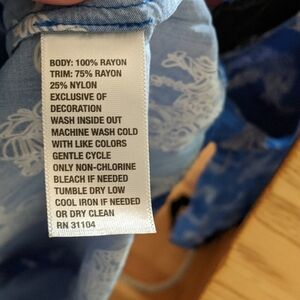 BODY: 100% RAYON
TRIM: 75% RAYON
25% NYLON
EXCLUSIVE OF
DECORATION
WASH INSIDE OUT
MACHINE WASH COLD
WITH LIKE COLORS
GENTLE CYCLE
ONLY NON-CHLORINE
BLEACH IF NEEDED
TUMBLE DRY LOW
COOL IRON IF NEEDED
OR DRY CLEAN
RN 31104